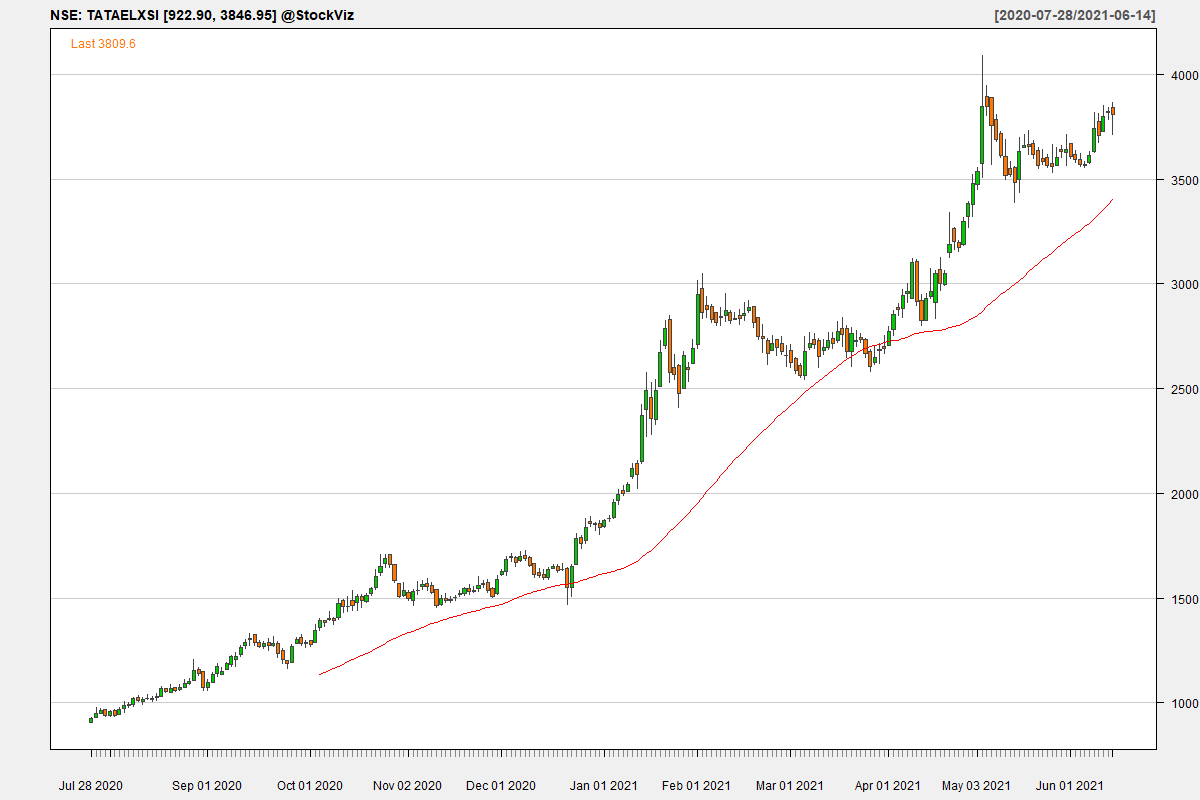 NSE: TATAELXSI [922.90, 3846.95] @StockViz
[2020-07-28/2021-06-14]
Last 3809.6
4000
3500
3000
2500
2000
1500
1000
Jul 28 2020 Sep 01 2020 Oct 01 2020 Nov 02 2020 Dec 01 2020 Jan 01 2021 Feb 01 2021 Mar 01 2021 Apr 01 2021 May 03 2021 Jun 01 2021